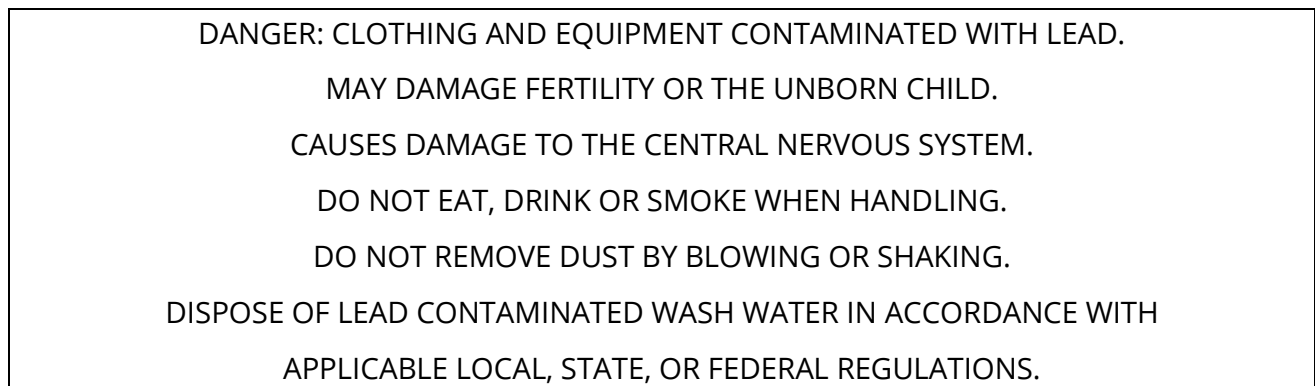 DANGER: CLOTHING AND EQUIPMENT CONTAMINATED WITH LEAD.
MAY DAMAGE FERTILITY OR THE UNBORN CHILD.
CAUSES DAMAGE TO THE CENTRAL NERVOUS SYSTEM.
DO NOT EAT, DRINK OR SMOKE WHEN HANDLING.
DO NOT REMOVE DUST BY BLOWING OR SHAKING.
DISPOSE OF LEAD CONTAMINATED WASH WATER IN ACCORDANCE WITH
APPLICABLE LOCAL, STATE, OR FEDERAL REGULATIONS.